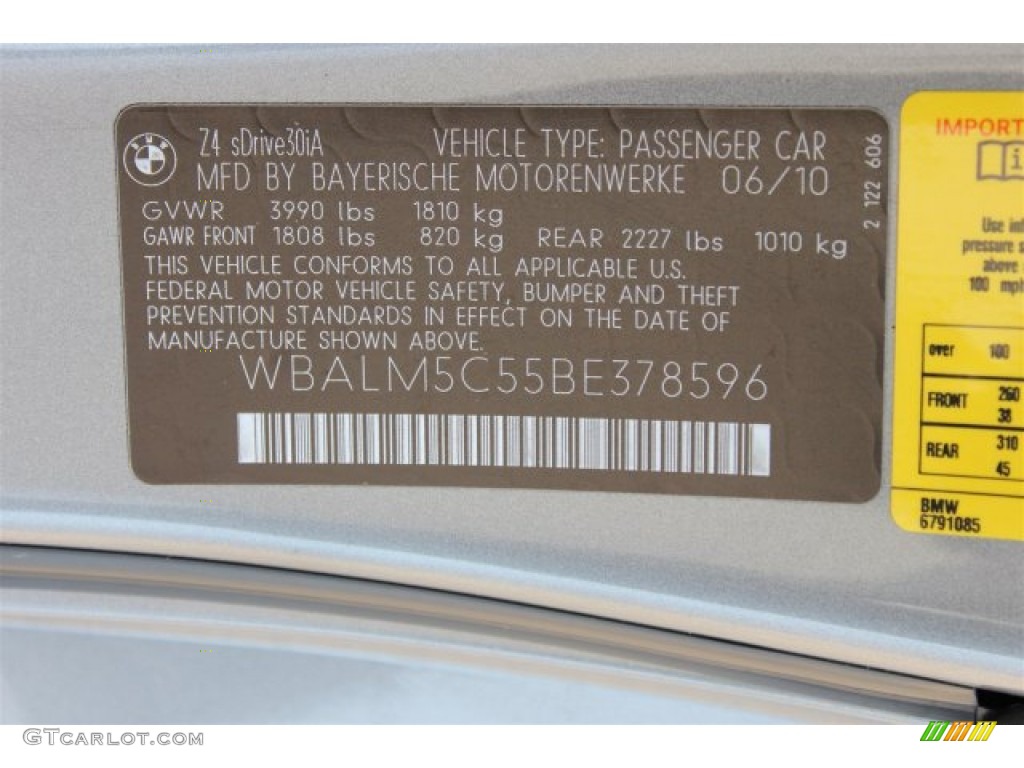 BMW
Z4 sDrive30iA VEHICLE TYPE: PASSENGER CAR
MFD BY BAYERISCHE MOTORENWERKE 06/10
GVWR 3990 lbs 1810 kg
GAWR FRONT 1808 lbs 820 kg REAR 2227 lbs 1010 kg
THIS VEHICLE CONFORMS TO ALL APPLICABLE U.S.
FEDERAL MOTOR VEHICLE SAFETY, BUMPER AND THEFT
PREVENTION STANDARDS IN EFFECT ON THE DATE OF
MANUFACTURE SHOWN ABOVE.
WBALM5C55BE378596
2 122 606
IMPORT
Use inf
pressure s
above
100 mph
over 100
FRONT 260
38
REAR 310
45
BMW
6791085
GTCARLOT.COM